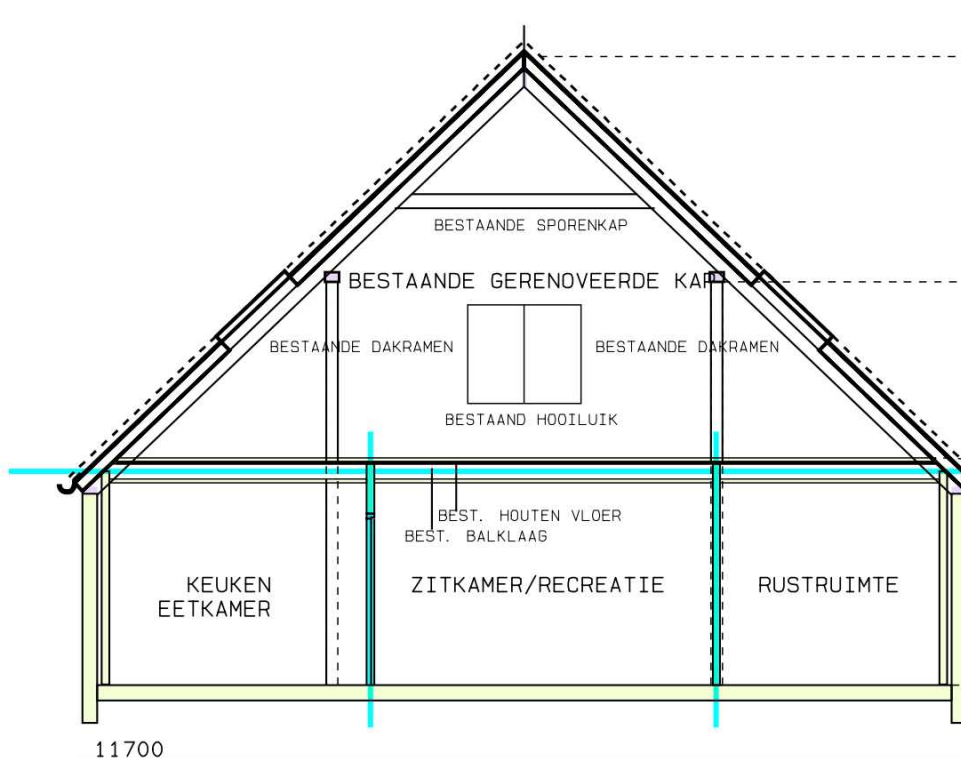 BESTAANDE SPORENKAP
BESTAANDE GERENOVEERDE KAP
BESTAANDE DAKRAMEN
BESTAANDE DAKRAMEN
BESTAAND HOOILUIK
BEST. HOUTEN VLOER
BEST. BALKLAAG
KEUKEN
EETKAMER
ZITKAMER/RECREATIE
RUSTRUIMTE
11700